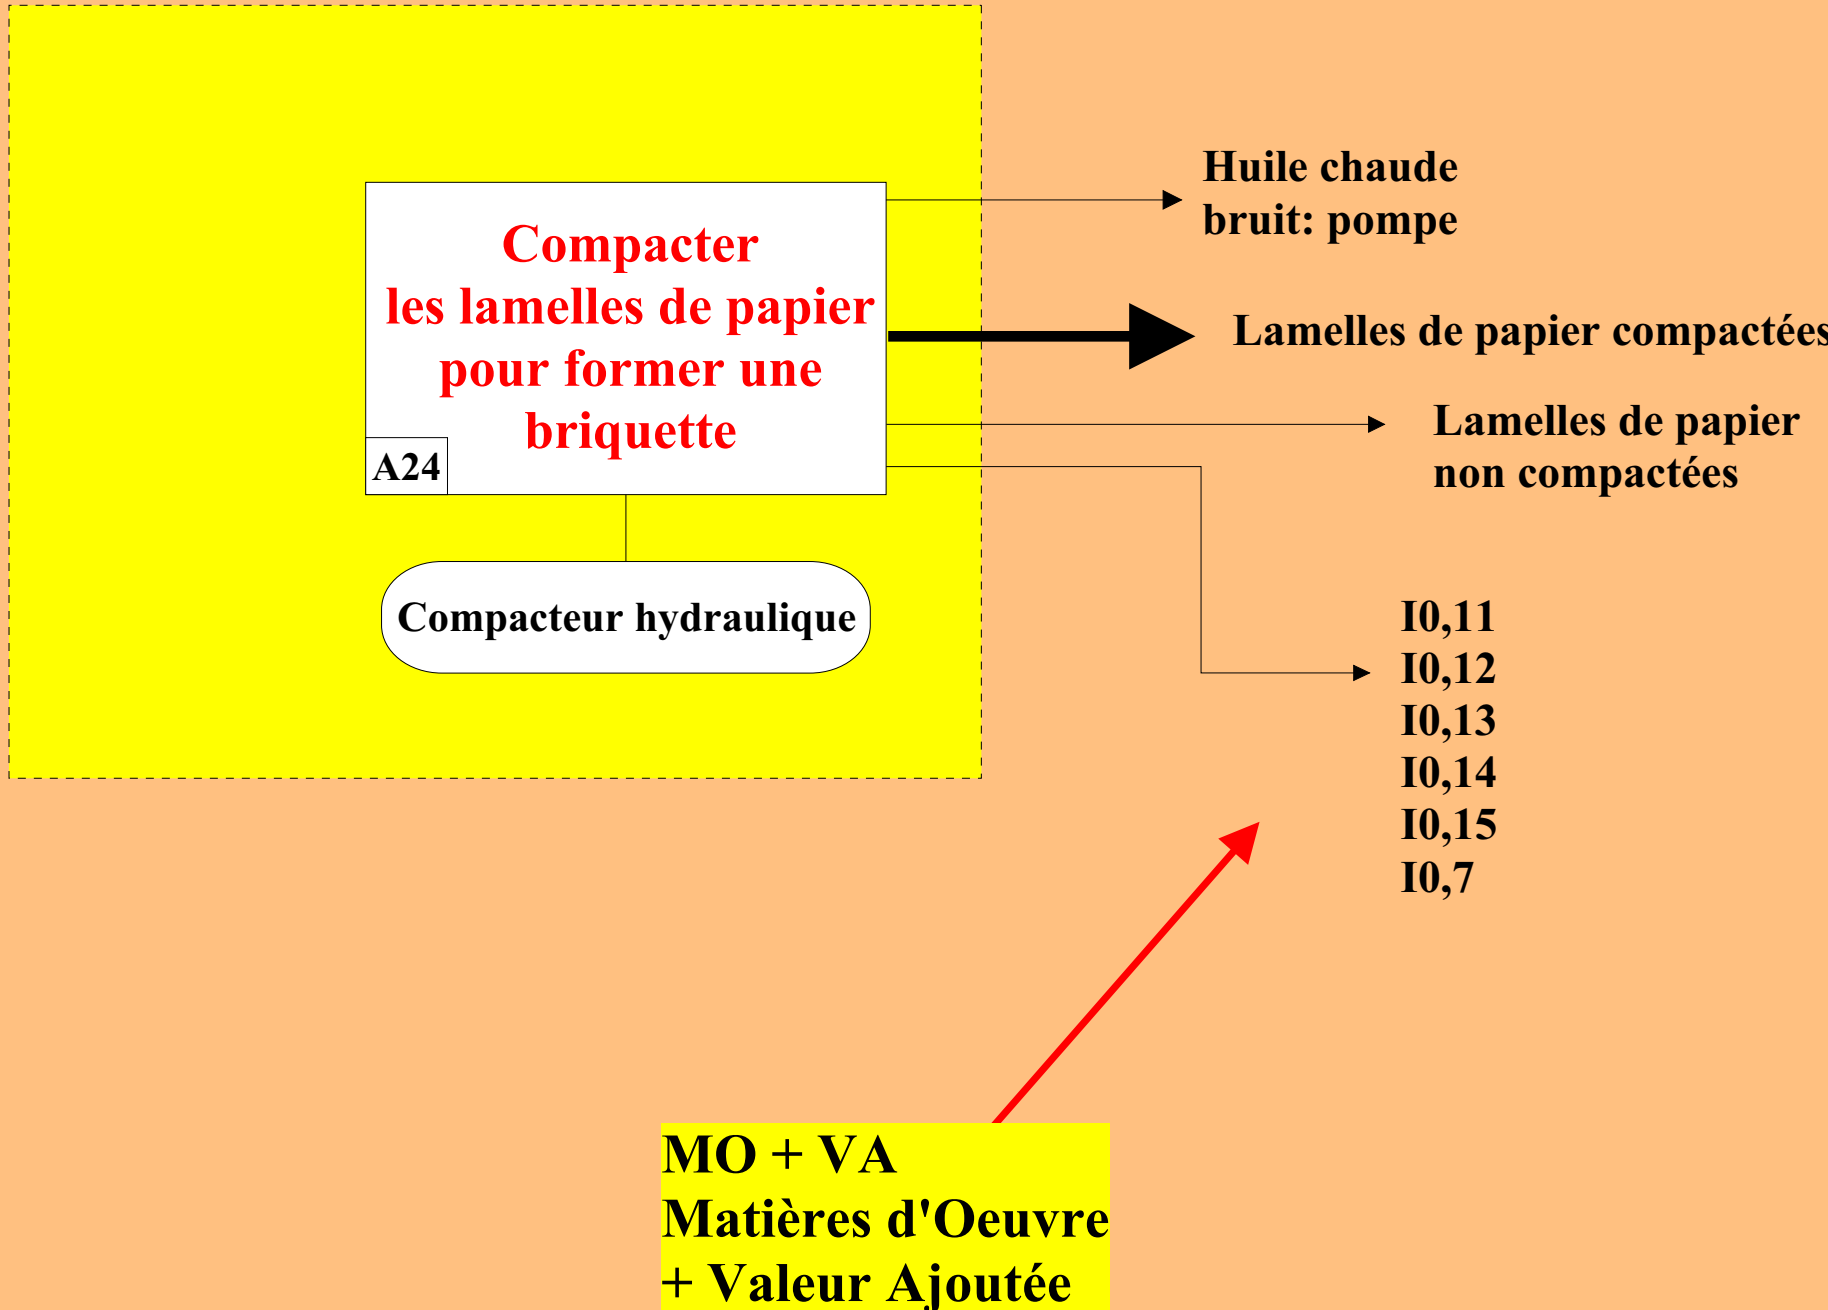 Compacter
les lamelles de papier
pour former une
briquette
A24
Compacteur hydraulique
Huile chaude
bruit: pompe
Lamelles de papier compactées
Lamelles de papier
non compactées
I0,11
I0,12
I0,13
I0,14
I0,15
I0,7
MO + VA
Matières d'Oeuvre
+ Valeur Ajoutée